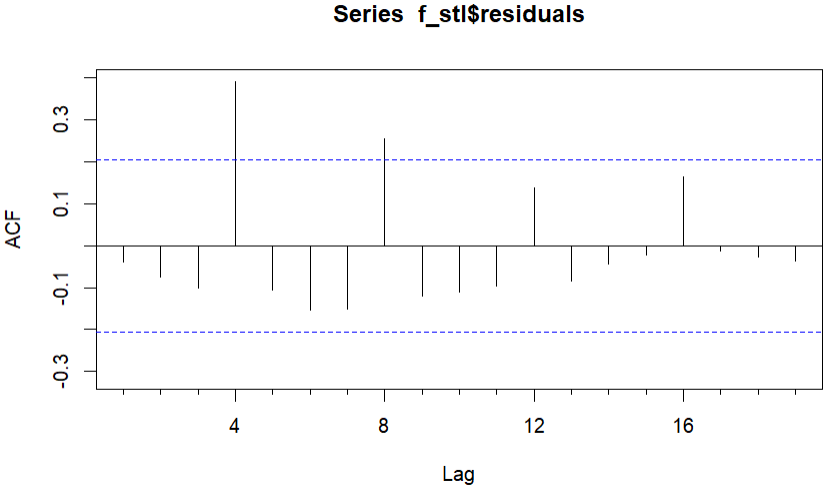 Series f_stl$residuals
ACF
0.3
0.1
-0.1
-0.3
4 8 12 16
Lag